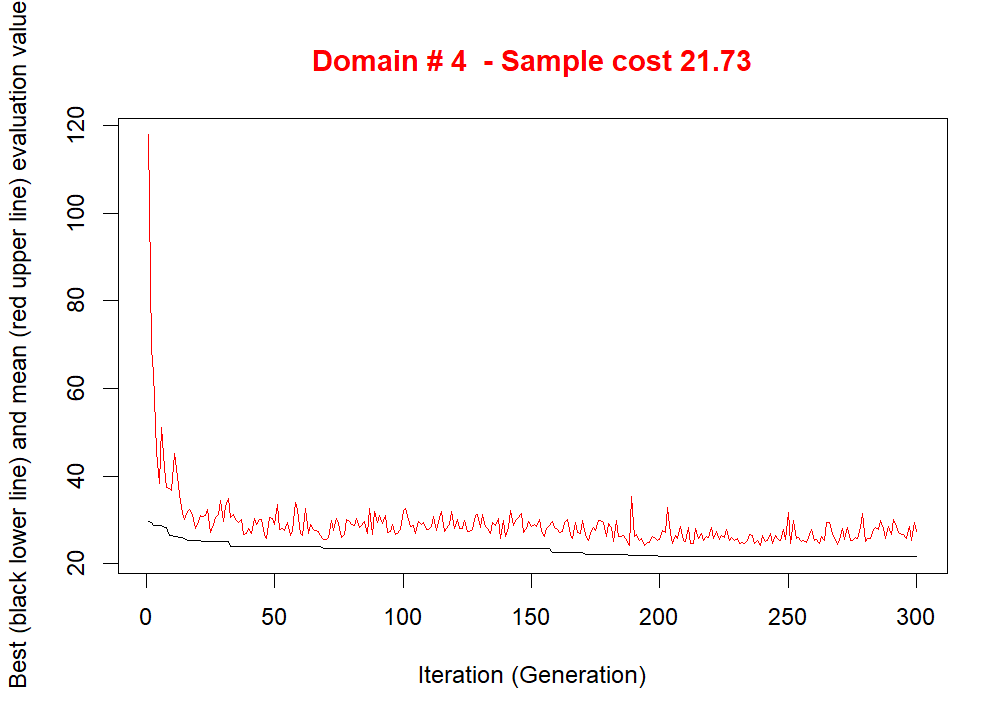 Domain # 4  - Sample cost 21.73
Best (black lower line) and mean (red upper line) evaluation value
120
100
80
60
40
20
0 50 100 150 200 250 300
Iteration (Generation)